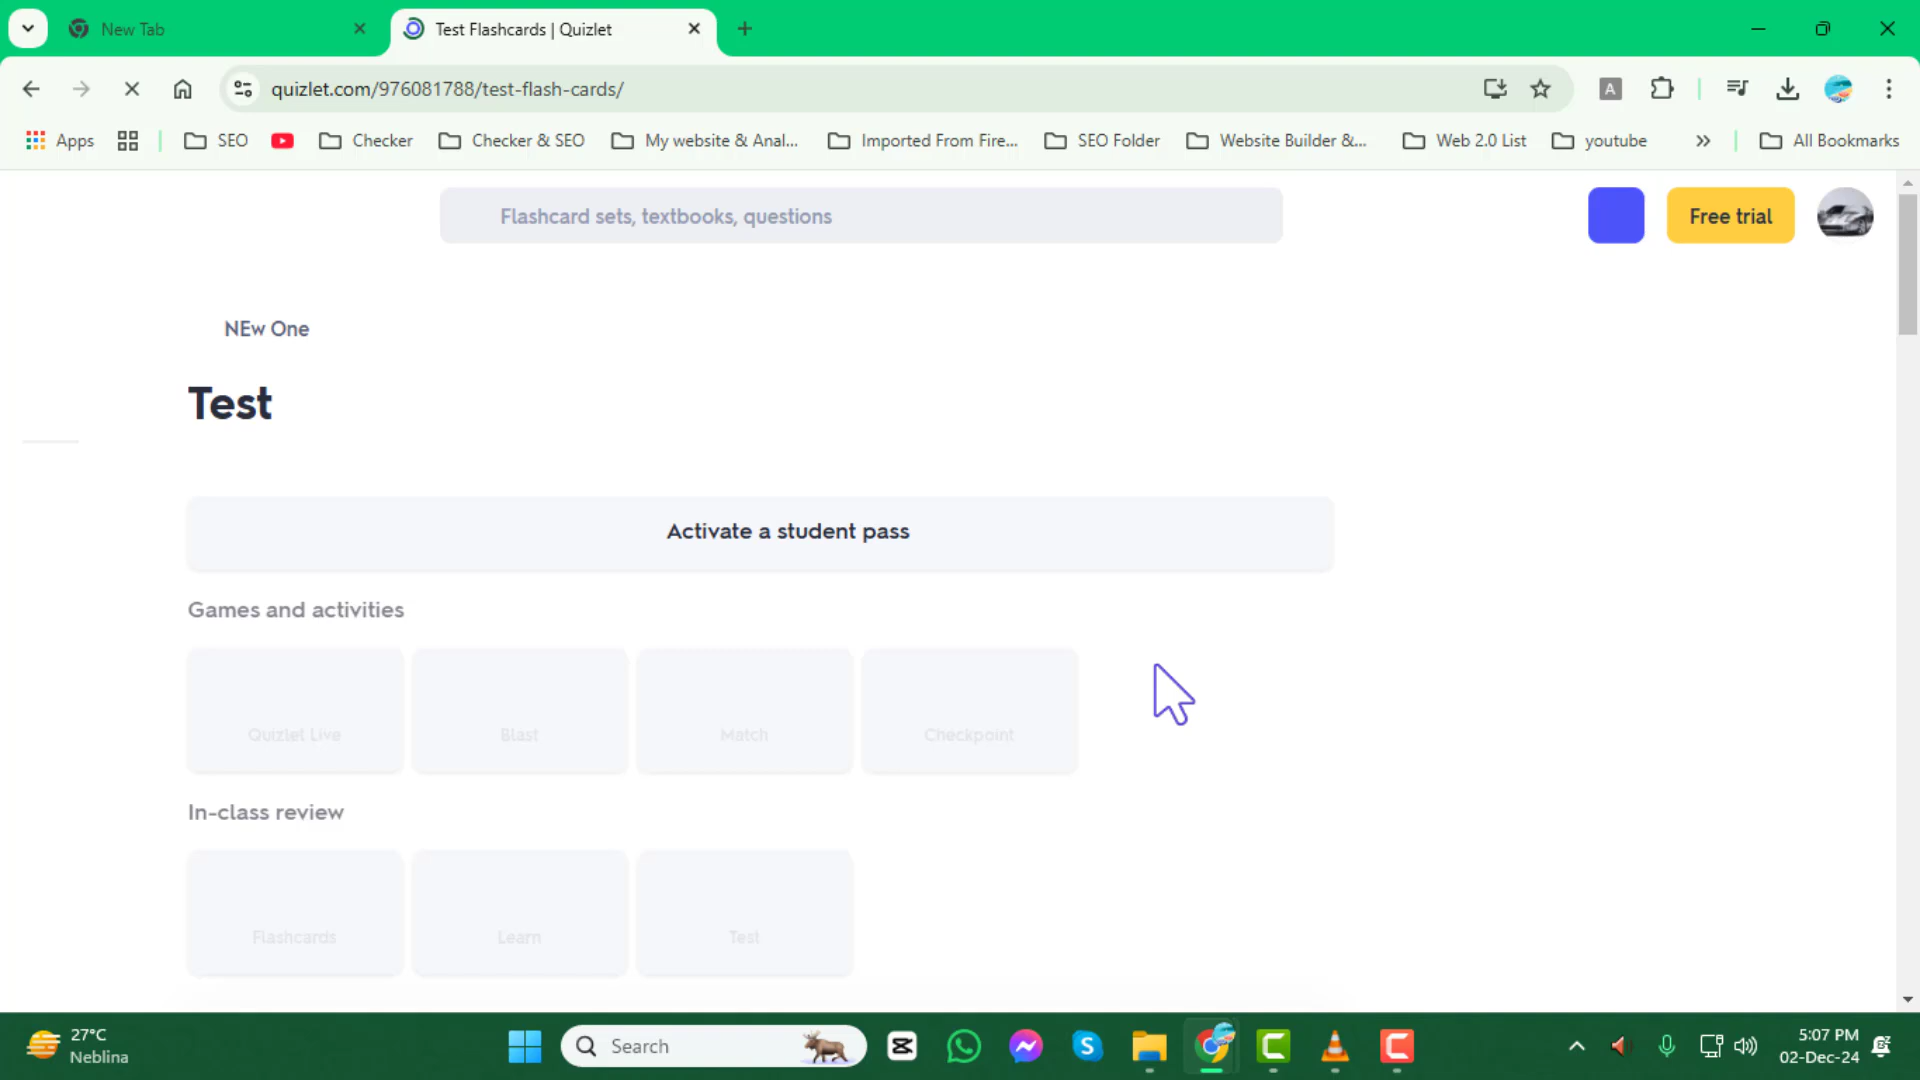 New Tab
Test Flashcards | Quizlet
quizlet.com/976081788/test-flash-cards/
A
Apps
SEO
Checker
Checker & SEO
My website & Anal...
Imported From Fire...
SEO Folder
Website Builder &...
Web 2.0 List
youtube
All Bookmarks
Flashcard sets, textbooks, questions
Free trial
NEw One
Test
Activate a student pass
Games and activities
Quizlet Live
Blast
Match
Checkpoint
In-class review
Flashcards
Learn
Test
27°C
Neblina
Search
5:07 PM
02-Dec-24